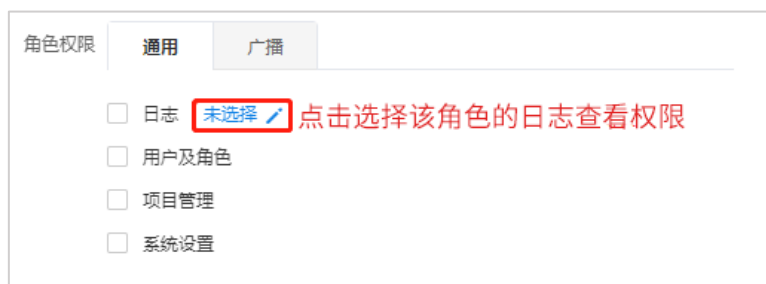 角色权限 通用 广播
日志 未选择 点击选择该角色的日志查看权限
用户及角色
项目管理
系统设置